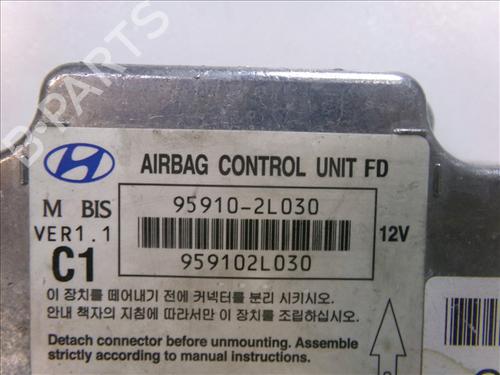 B-PARTS
AIRBAG CONTROL UNIT FD
M BIS
95910-2L030
VER1.1
12V
C1
959102L030
이 장치를 떼어내기 전에 커넥터를 분리 시키시오.
안내 책자의 지침에 따라서만 이 장치를 조립하시오.
Detach connector before unmounting. Assemble
strictly according to manual instructions.